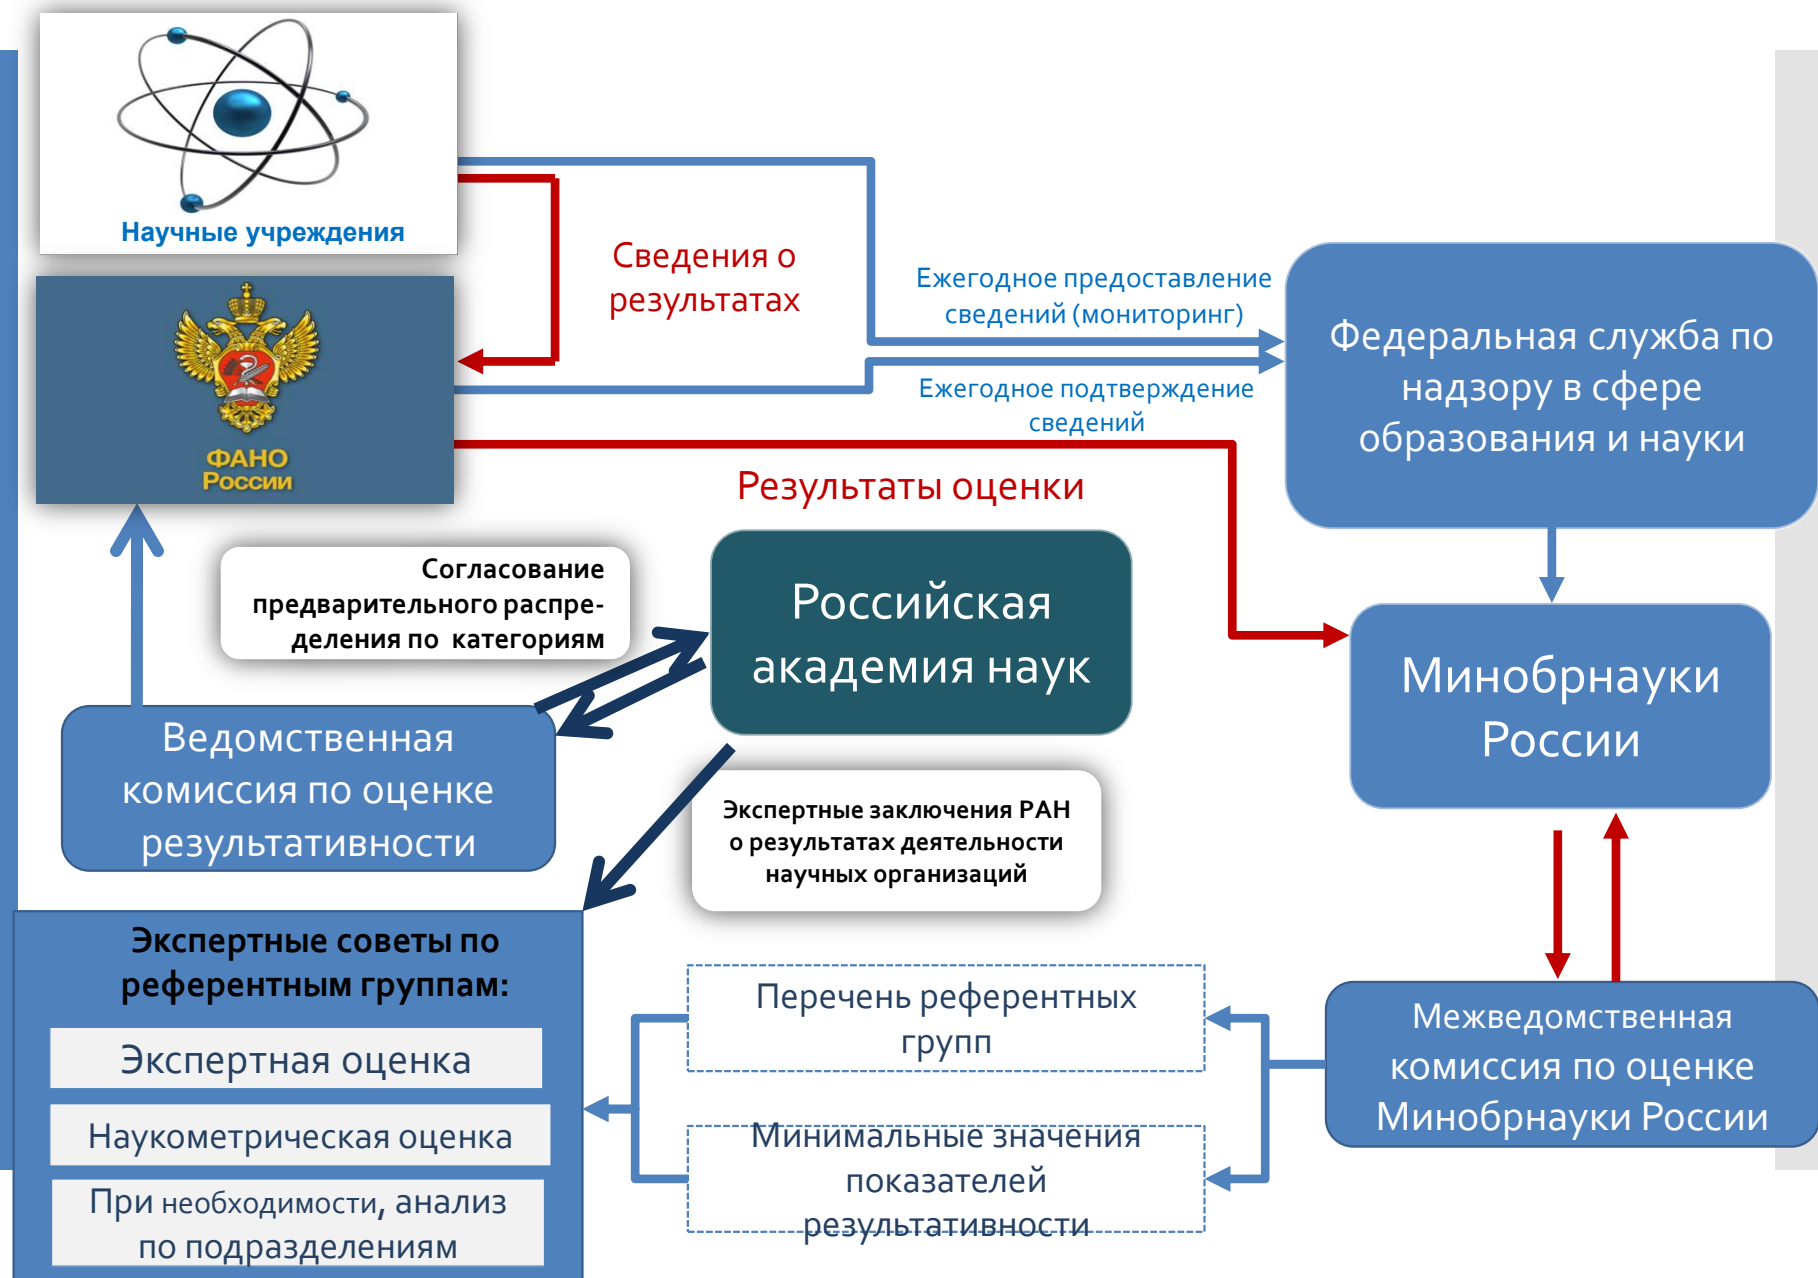 Научные учреждения
ФАНО
России
Сведения о
результатах
Ежегодное предоставление
сведений (мониторинг)
Ежегодное подтверждение
сведений
Федеральная служба по
надзору в сфере
образования и науки
Результаты оценки
Согласование
предварительного распре-
деления по категориям
Российская
академия наук
Минобрнауки
России
Ведомственная
комиссия по оценке
результативности
Экспертные заключения РАН
о результатах деятельности
научных организаций
Экспертные советы по
референтным группам:
Экспертная оценка
Наукометрическая оценка
При необходимости, анализ
по подразделениям
Перечень референтных
групп
Минимальные значения
показателей
результативности
Межведомственная
комиссия по оценке
Минобрнауки России